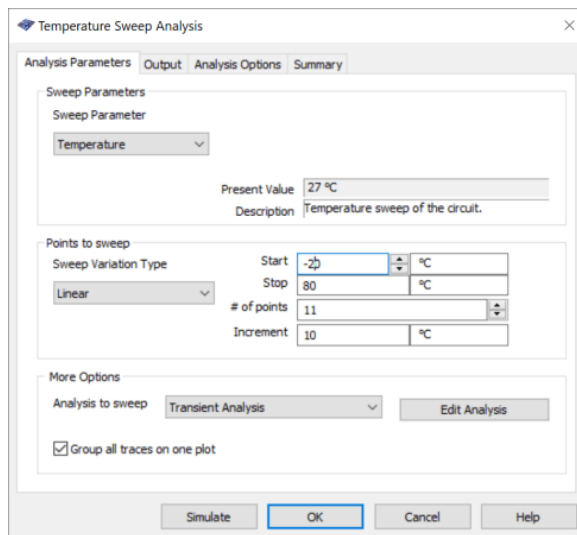 Temperature Sweep Analysis
Analysis Parameters Output Analysis Options Summary
Sweep Parameters
Sweep Parameter
Temperature
Present Value 27 ºC
Description Temperature sweep of the circuit.
Points to sweep
Sweep Variation Type
Linear
Start -20 ºC
Stop 80 ºC
# of points 11
Increment 10 ºC
More Options
Analysis to sweep Transient Analysis Edit Analysis
Group all traces on one plot
Simulate OK Cancel Help